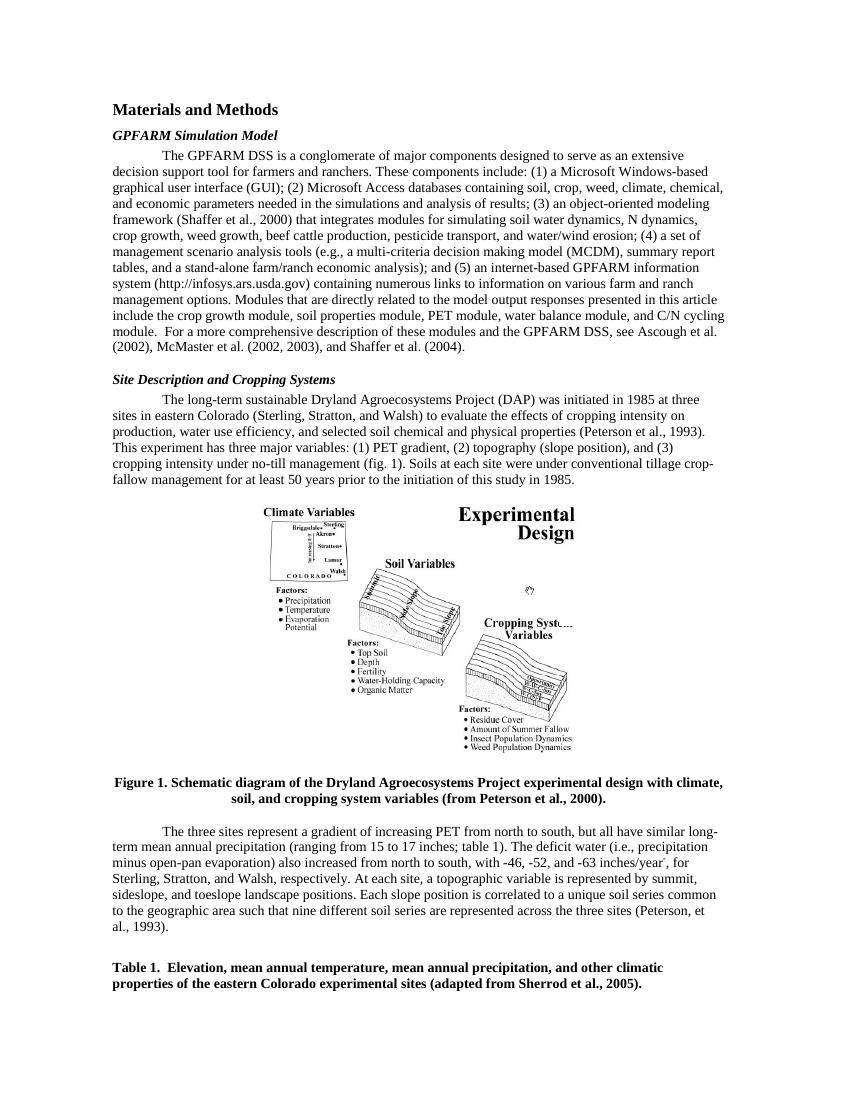 Materials and Methods
GPFARM Simulation Model
The GPFARM DSS is a conglomerate of major components designed to serve as an extensive
decision support tool for farmers and ranchers. These components include: (1) a Microsoft Windows-based
graphical user interface (GUI); (2) Microsoft Access databases containing soil, crop, weed, climate, chemical,
and economic parameters needed in the simulations and analysis of results; (3) an object-oriented modeling
framework (Shaffer et al., 2000) that integrates modules for simulating soil water dynamics, N dynamics,
crop growth, weed growth, beef cattle production, pesticide transport, and water/wind erosion; (4) a set of
management scenario analysis tools (e.g., a multi-criteria decision making model (MCDM), summary report
tables, and a stand-alone farm/ranch economic analysis); and (5) an internet-based GPFARM information
system (http://infosys.ars.usda.gov) containing numerous links to information on various farm and ranch
management options. Modules that are directly related to the model output responses presented in this article
include the crop growth module, soil properties module, PET module, water balance module, and C/N cycling
module.  For a more comprehensive description of these modules and the GPFARM DSS, see Ascough et al.
(2002), McMaster et al. (2002, 2003), and Shaffer et al. (2004).
Site Description and Cropping Systems
The long-term sustainable Dryland Agroecosystems Project (DAP) was initiated in 1985 at three
sites in eastern Colorado (Sterling, Stratton, and Walsh) to evaluate the effects of cropping intensity on
production, water use efficiency, and selected soil chemical and physical properties (Peterson et al., 1993).
This experiment has three major variables: (1) PET gradient, (2) topography (slope position), and (3)
cropping intensity under no-till management (fig. 1). Soils at each site were under conventional tillage crop-
fallow management for at least 50 years prior to the initiation of this study in 1985.
Climate Variables
Briggsdale
Sterling
Akron
Stratton
Lamar
Walsh
COLORADO
Factors:
• Precipitation
• Temperature
• Evaporation
Potential
Experimental
Design
Soil Variables
Summit
Side Slope
Toe Slope
Factors:
• Top Soil
• Depth
• Fertility
• Water-Holding Capacity
• Organic Matter
Cropping Syst....
Variables
Factors:
• Residue Cover
• Amount of Summer Fallow
• Insect Population Dynamics
• Weed Population Dynamics
Figure 1. Schematic diagram of the Dryland Agroecosystems Project experimental design with climate,
soil, and cropping system variables (from Peterson et al., 2000).
The three sites represent a gradient of increasing PET from north to south, but all have similar long-
term mean annual precipitation (ranging from 15 to 17 inches; table 1). The deficit water (i.e., precipitation
minus open-pan evaporation) also increased from north to south, with -46, -52, and -63 inches/year, for
Sterling, Stratton, and Walsh, respectively. At each site, a topographic variable is represented by summit,
sideslope, and toeslope landscape positions. Each slope position is correlated to a unique soil series common
to the geographic area such that nine different soil series are represented across the three sites (Peterson, et
al., 1993).
Table 1.  Elevation, mean annual temperature, mean annual precipitation, and other climatic
properties of the eastern Colorado experimental sites (adapted from Sherrod et al., 2005).